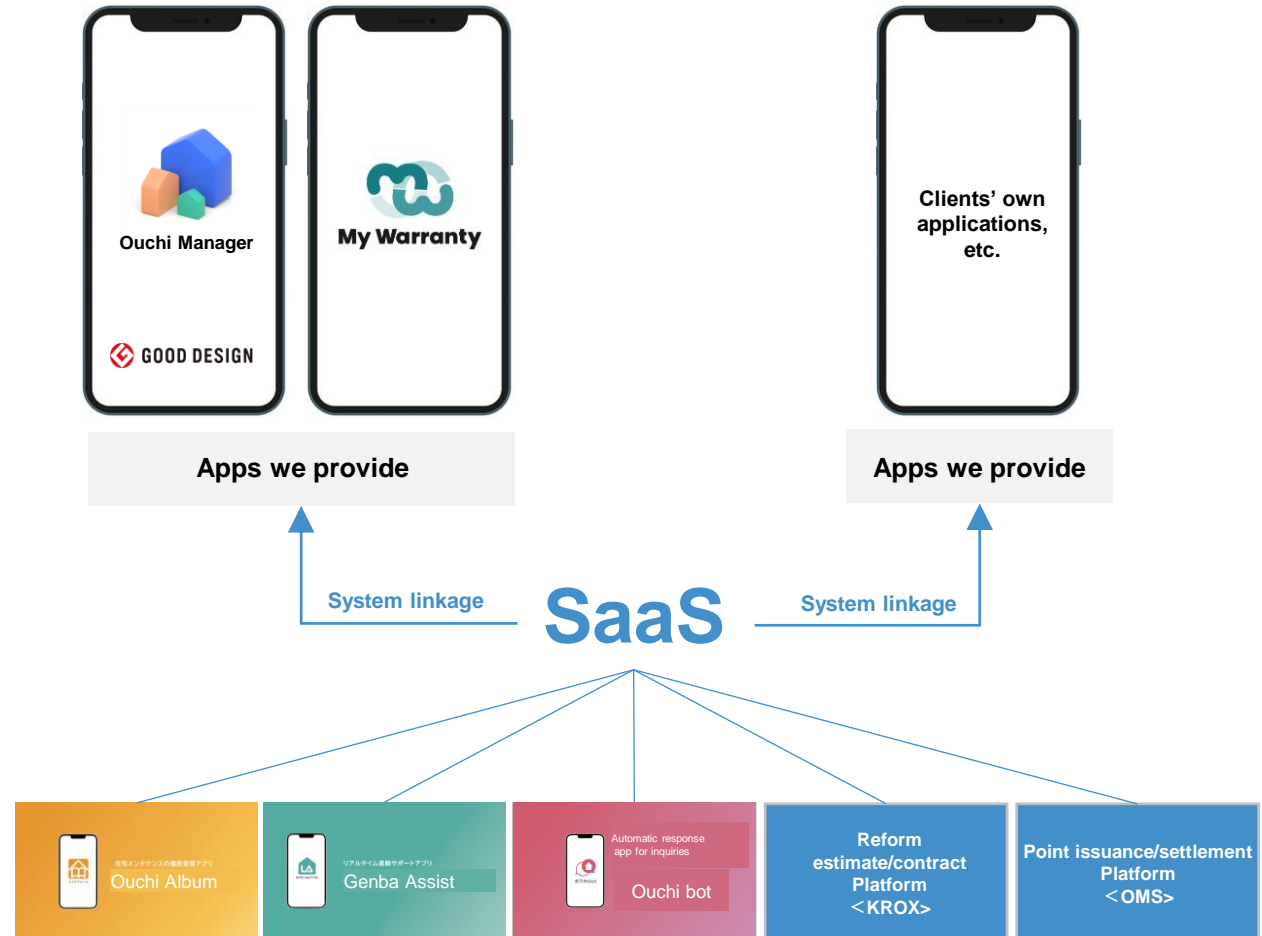 Ouchi Manager
GOOD DESIGN
My Warranty
Clients’ own
applications,
etc.
Apps we provide
Apps we provide
System linkage
SaaS
System linkage
住宅メンテナンスの履歴管理アプリ
Ouchi Album
LA
リアルタイム遠隔サポートアプリ
Genba Assist
Automatic response
app for inquiries
Ouchi bot
Reform
estimate/contract
Platform
＜KROX>
Point issuance/settlement
Platform
＜OMS>